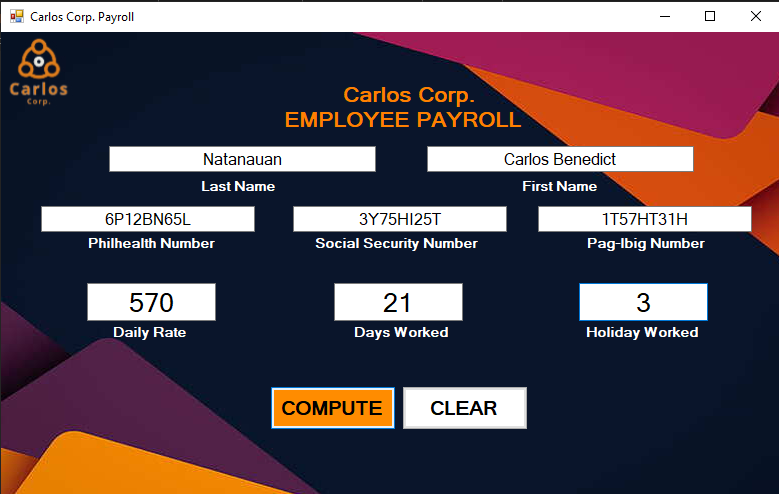 Carlos Corp. Payroll
Carlos
Corp.
Carlos Corp.
EMPLOYEE PAYROLL
Natanauan
Carlos Benedict
Last Name
First Name
6P12BN65L
3Y75HI25T
1T57HT31H
Philhealth Number
Social Security Number
Pag-Ibig Number
570
21
3
Daily Rate
Days Worked
Holiday Worked
COMPUTE
CLEAR